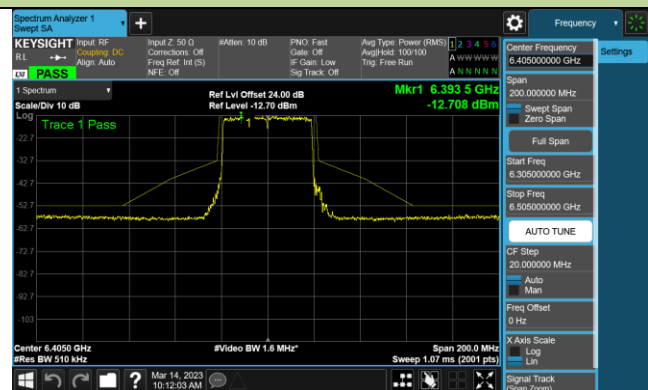 Spectrum Analyzer 1
Swept SA
Frequency
KEYSIGHT
RL
LXI
PASS
Input: RF
Coupling: DC
Align: Auto
Input Z: 50 Ω
Corrections: Off
Freq Ref: Int (S)
NFE: Off
#Atten: 10 dB
PNO: Fast
Gate: Off
IF Gain: Low
Sig Track: Off
Avg Type: Power (RMS)
Avg|Hold: 100/100
Trig: Free Run
1 2 3 4 5 6
A W W W W W
A N N N N N
1 Spectrum
Scale/Div 10 dB
Ref Lvl Offset 24.00 dB
Ref Level -12.70 dBm
Mkr1 6.393 5 GHz
-12.708 dBm
Log
Trace 1 Pass
1
-22.7
-32.7
-42.7
-52.7
-62.7
-72.7
-82.7
-92.7
-103
Center 6.4050 GHz
#Res BW 510 kHz
#Video BW 1.6 MHz*
Span 200.0 MHz
Sweep 1.07 ms (2001 pts)
Mar 14, 2023
10:12:03 AM
Center Frequency
6.405000000 GHz
Span
200.000000 MHz
Swept Span
Zero Span
Full Span
Start Freq
6.305000000 GHz
Stop Freq
6.505000000 GHz
AUTO TUNE
CF Step
20.000000 MHz
Auto
Man
Freq Offset
0 Hz
X Axis Scale
Log
Lin
Signal Track
(Span Zoom)
Settings